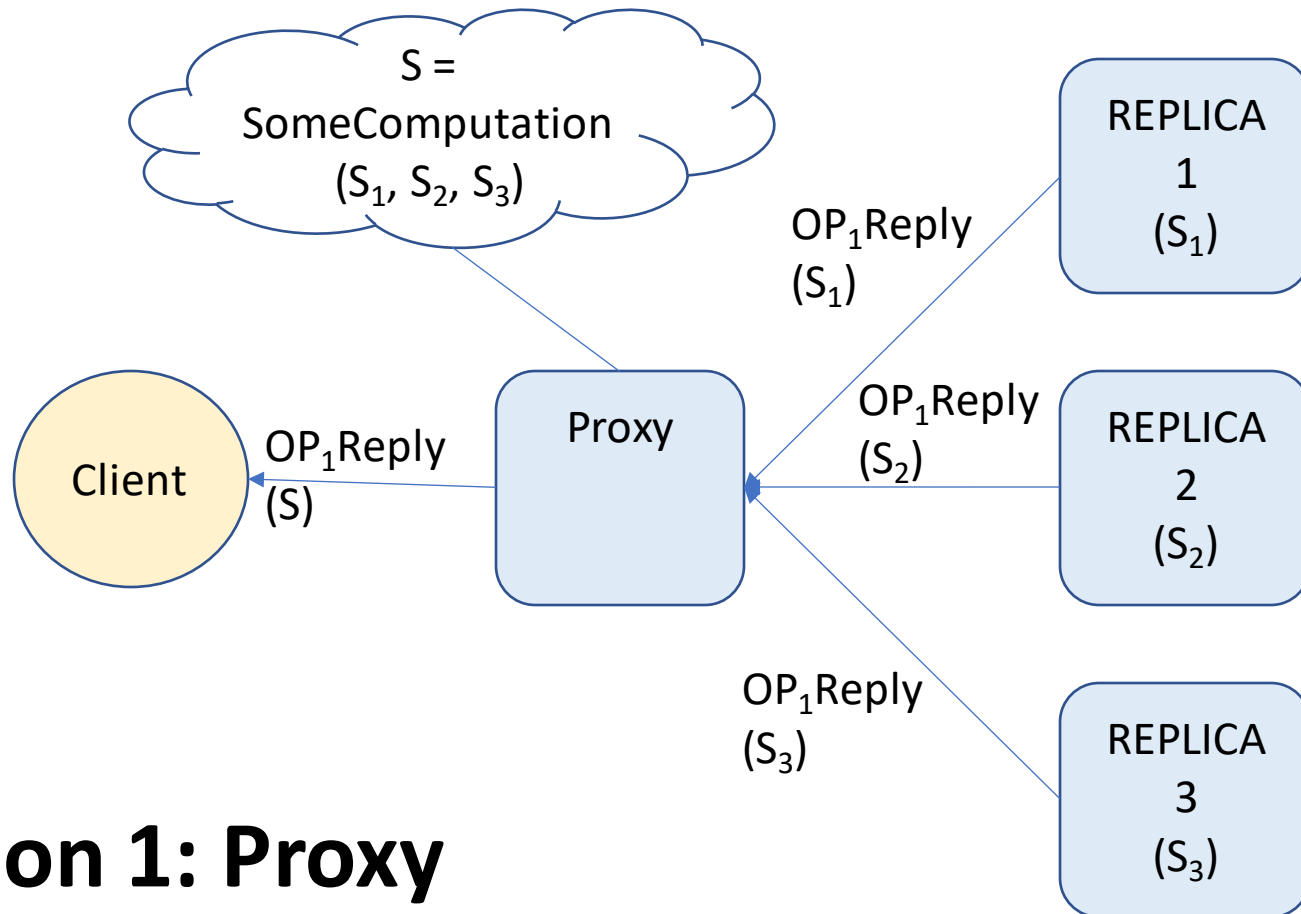 S =
SomeComputation
(S₁, S₂, S₃)
REPLICA
1
(S₁)
OP₁Reply
(S₁)
Client
OP₁Reply
(S)
Proxy
OP₁Reply
(S₂)
REPLICA
2
(S₂)
OP₁Reply
(S₃)
REPLICA
3
(S₃)
on 1: Proxy